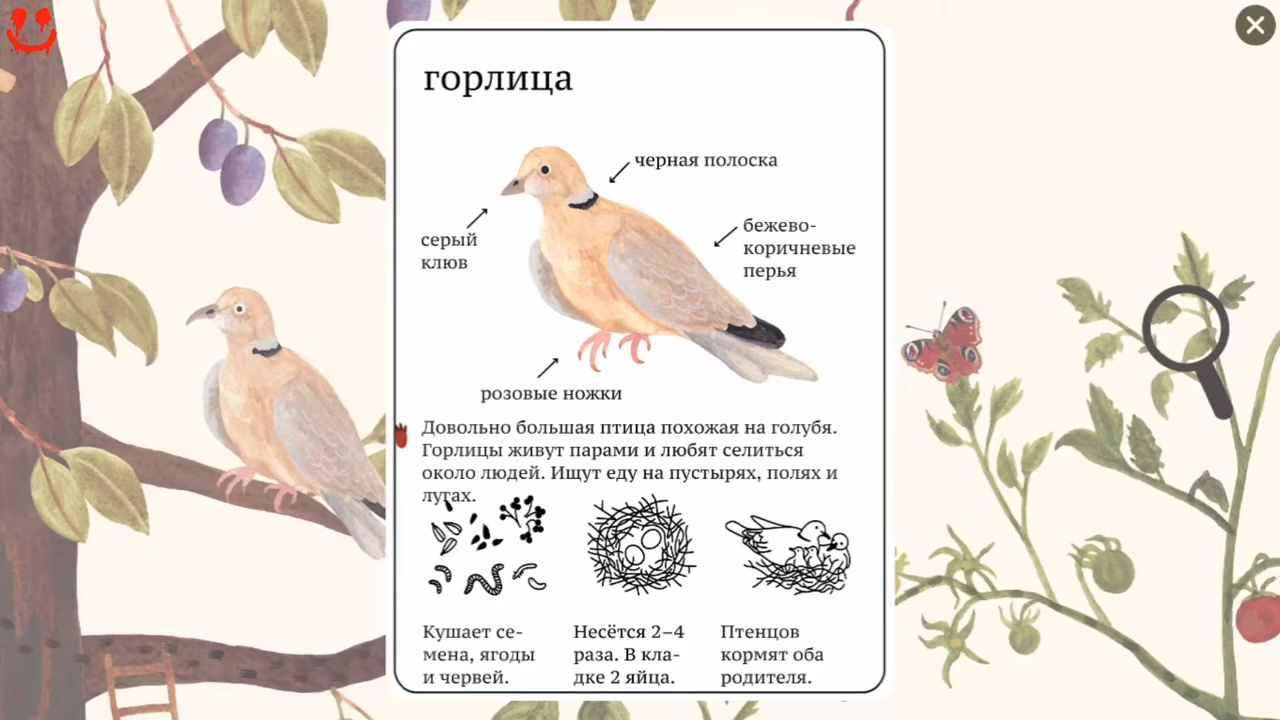 горлица
черная полоска
серый
клюв
бежево-
коричневые
перья
розовые ножки
Довольно большая птица похожая на голубя.
Горлицы живут парами и любят селиться
около людей. Ищут еду на пустырях, полях и
лугах.
Кушает се-
мена, ягоды
и червей.
Несётся 2–4
раза. В кла-
дке 2 яйца.
Птенцов
кормят оба
родителя.